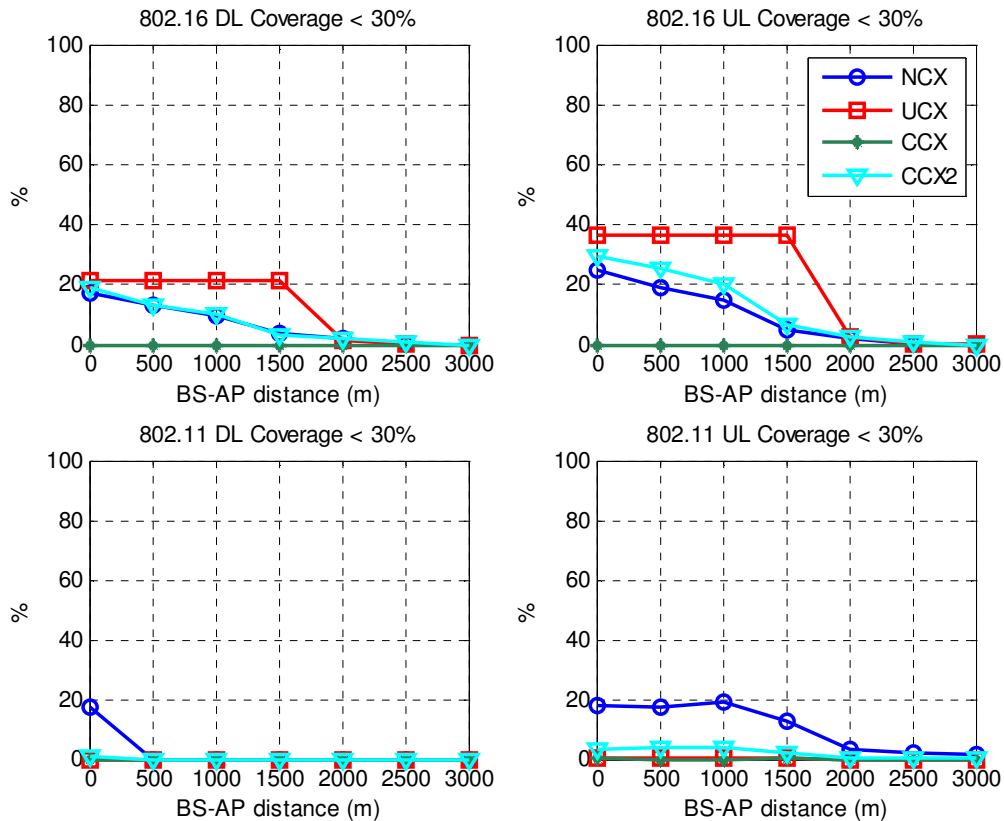 802.16 DL Coverage < 30%
100
80
60
40
20
0
%
0 500 1000 1500 2000 2500 3000
BS-AP distance (m)
802.16 UL Coverage < 30%
100
80
60
40
20
0
%
NCX
UCX
CCX
CCX2
0 500 1000 1500 2000 2500 3000
BS-AP distance (m)
802.11 DL Coverage < 30%
100
80
60
40
20
0
%
0 500 1000 1500 2000 2500 3000
BS-AP distance (m)
802.11 UL Coverage < 30%
100
80
60
40
20
0
%
0 500 1000 1500 2000 2500 3000
BS-AP distance (m)